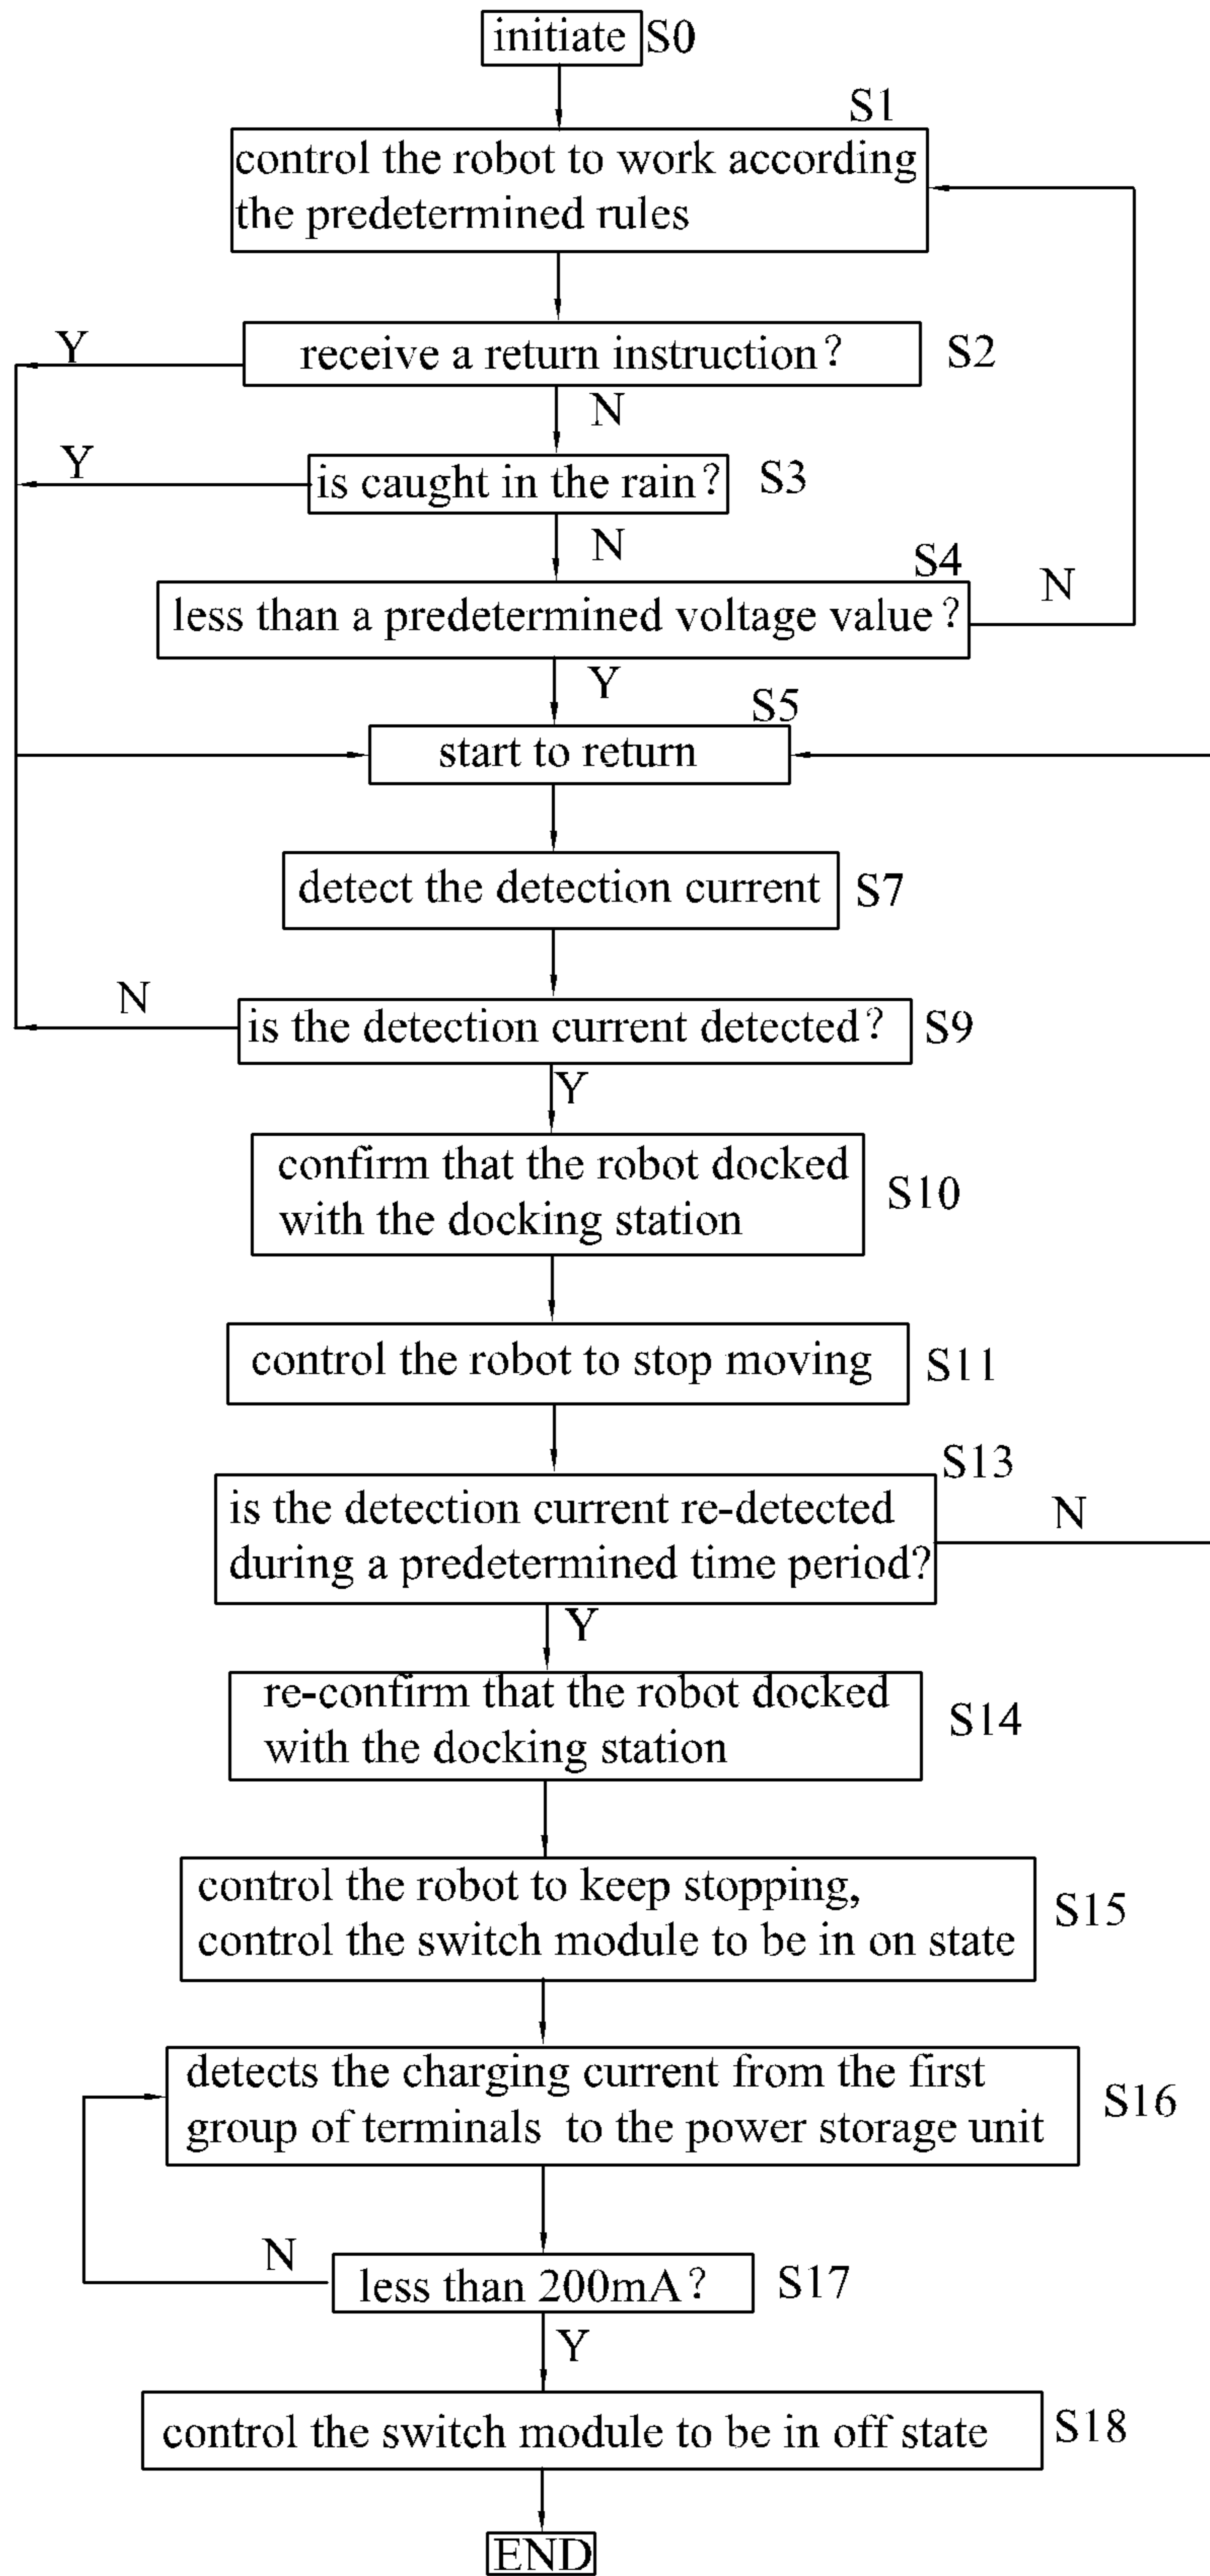 initiate S0
S1
control the robot to work according
the predetermined rules
Y
receive a return instruction?
S2
N
Y
is caught in the rain?
S3
N
S4
less than a predetermined voltage value?
N
Y
S5
start to return
detect the detection current
S7
N
is the detection current detected?
S9
Y
confirm that the robot docked
with the docking station
S10
control the robot to stop moving
S11
S13
is the detection current re-detected
during a predetermined time period?
N
Y
re-confirm that the robot docked
with the docking station
S14
control the robot to keep stopping,
control the switch module to be in on state
S15
detects the charging current from the first
group of terminals to the power storage unit
S16
N
less than 200mA?
S17
Y
control the switch module to be in off state
S18
END